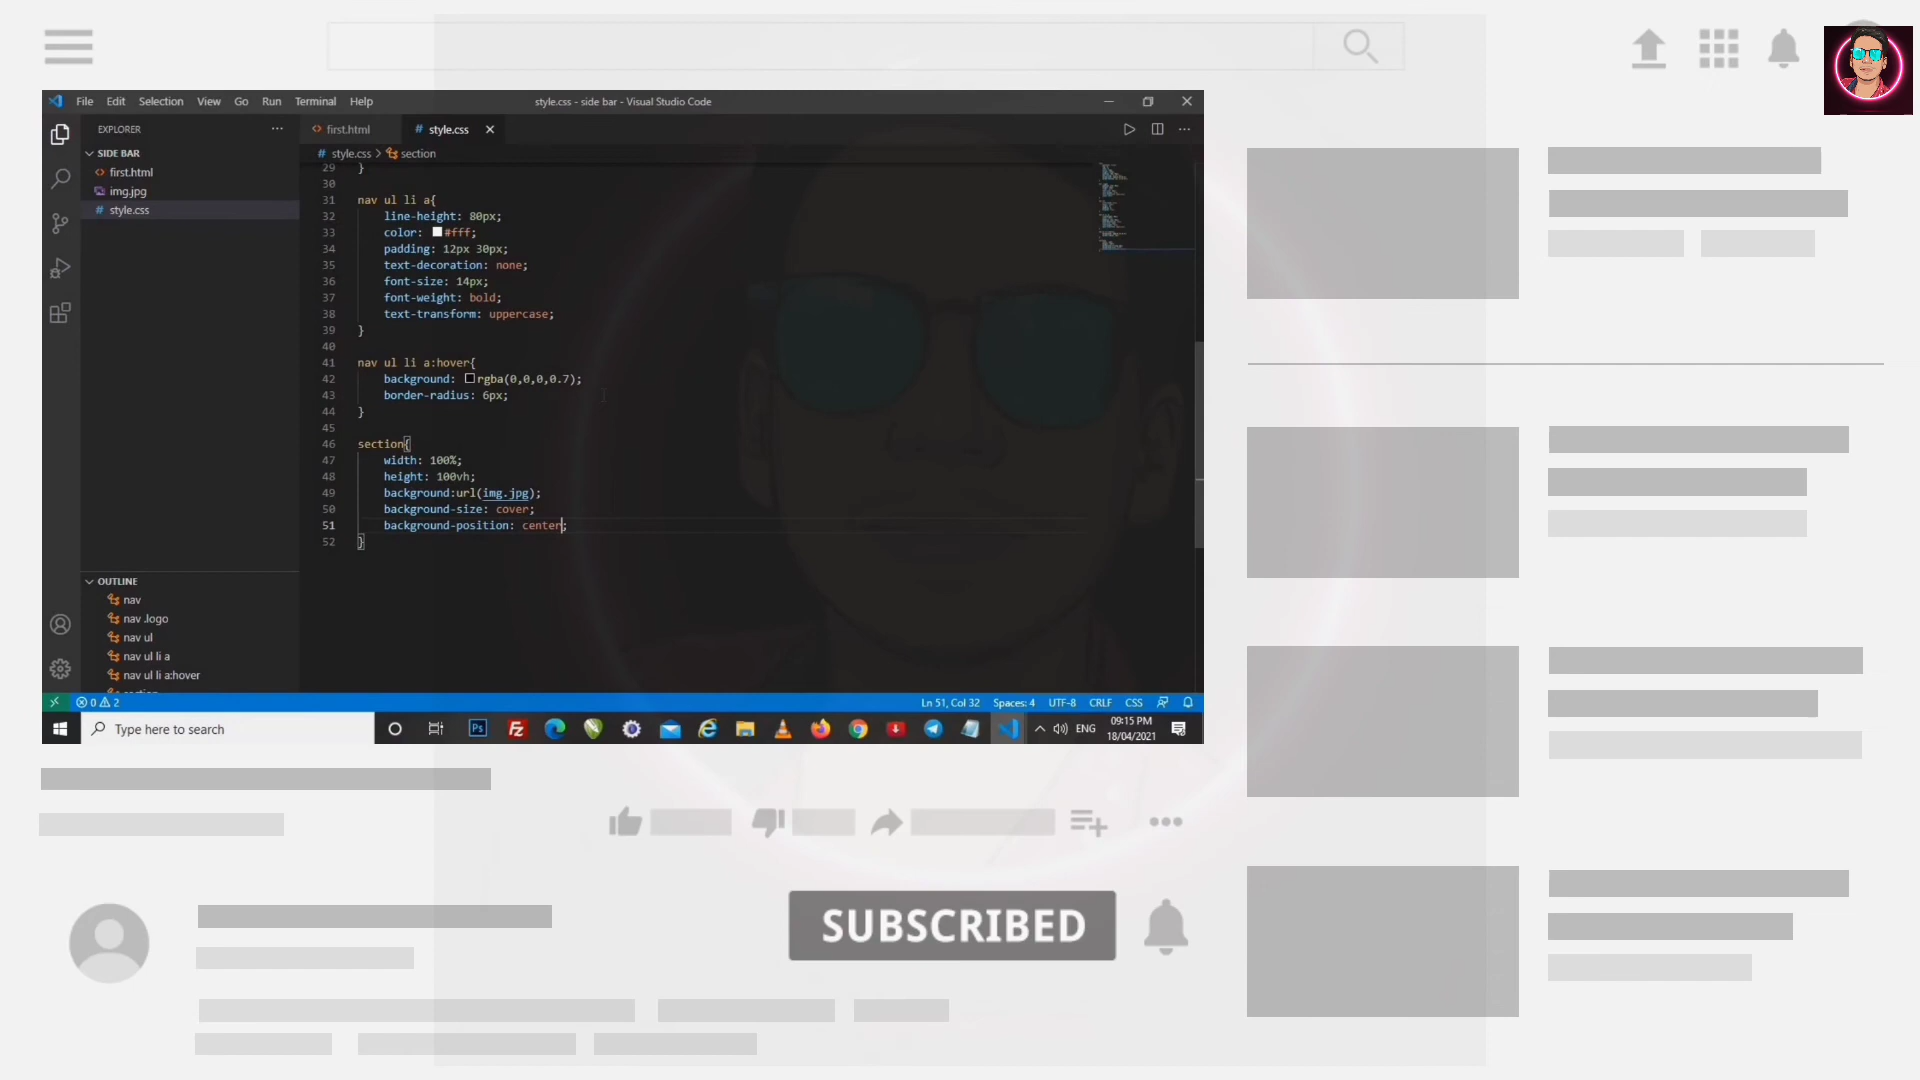 File Edit Selection View Go Run Terminal Help style.css - side bar - Visual Studio Code
EXPLORER
SIDE BAR
first.html
img.jpg
style.css
first.html style.css
style.css > section
29 }
30
31 nav ul li a{
32 line-height: 80px;
33 color: #fff;
34 padding: 12px 30px;
35 text-decoration: none;
36 font-size: 14px;
37 font-weight: bold;
38 text-transform: uppercase;
39 }
40
41 nav ul li a:hover{
42 background: rgba(0,0,0,0.7);
43 border-radius: 6px;
44 }
45
46 section{
47 width: 100%;
48 height: 100vh;
49 background:url(img.jpg);
50 background-size: cover;
51 background-position: center;
52 }
OUTLINE
nav
nav .logo
nav ul
nav ul li a
nav ul li a:hover
0 2 Ln 51, Col 32 Spaces: 4 UTF-8 CRLF CSS
Type here to search Ps Fz ENG 09:15 PM
18/04/2021
SUBSCRIBED